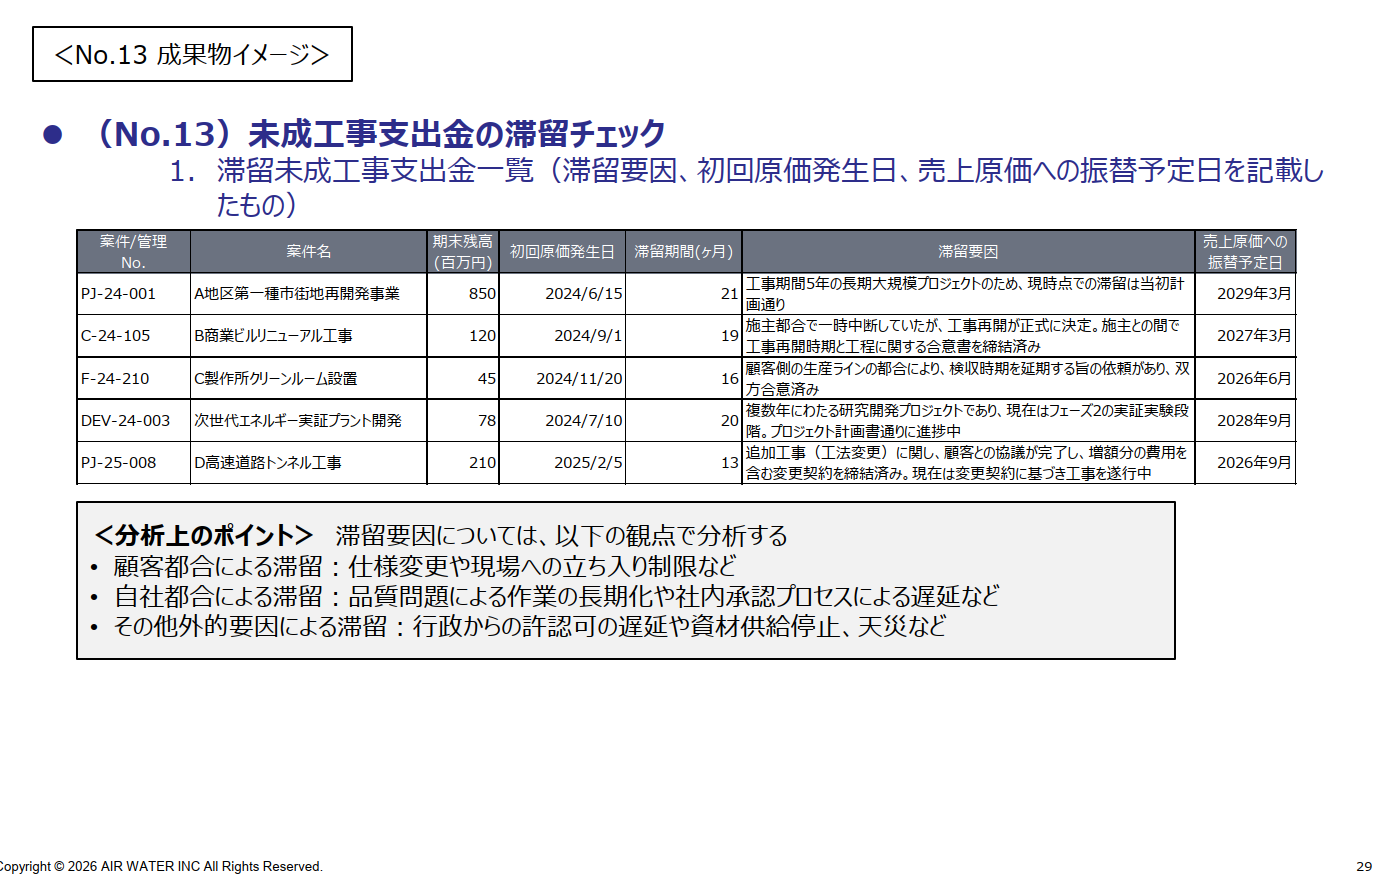 ＜No.13 成果物イメージ＞
● （No.13）未成工事支出金の滞留チェック
1. 滞留未成工事支出金一覧（滞留要因、初回原価発生日、売上原価への振替予定日を記載し
たもの）
案件/管理 No. 案件名 期末残高 (百万円) 初回原価発生日 滞留期間(ヶ月) 滞留要因 売上原価への 振替予定日
PJ-24-001 A地区第一種市街地再開発事業 850 2024/6/15 21 工事期間5年の長期大規模プロジェクトのため、現時点での滞留は当初計 2029年3月
画通り
C-24-105 B商業ビルリニューアル工事 120 2024/9/1 19 施主都合で一時中断していたが、工事再開が正式に決定。施主との間で 2027年3月
工事再開時期と工程に関する合意書を締結済み
F-24-210 C製作所クリーンルーム設置 45 2024/11/20 16 顧客側の生産ラインの都合により、検収時期を延期する旨の依頼があり、双 2026年6月
方合意済み
DEV-24-003 次世代エネルギー実証プラント開発 78 2024/7/10 20 複数年にわたる研究開発プロジェクトであり、現在はフェーズ2の実証実験段 2028年9月
階。プロジェクト計画書通りに進捗中
PJ-25-008 D高速道路トンネル工事 210 2025/2/5 13 追加工事（工法変更）に関し、顧客との協議が完了し、増額分の費用を 2026年9月
含む変更契約を締結済み。現在は変更契約に基づき工事を遂行中
＜分析上のポイント＞ 滞留要因については、以下の観点で分析する
• 顧客都合による滞留：仕様変更や現場への立ち入り制限など
• 自社都合による滞留：品質問題による作業の長期化や社内承認プロセスによる遅延など
• その他外的要因による滞留：行政からの許認可の遅延や資材供給停止、天災など
Copyright © 2026 AIR WATER INC All Rights Reserved.
29